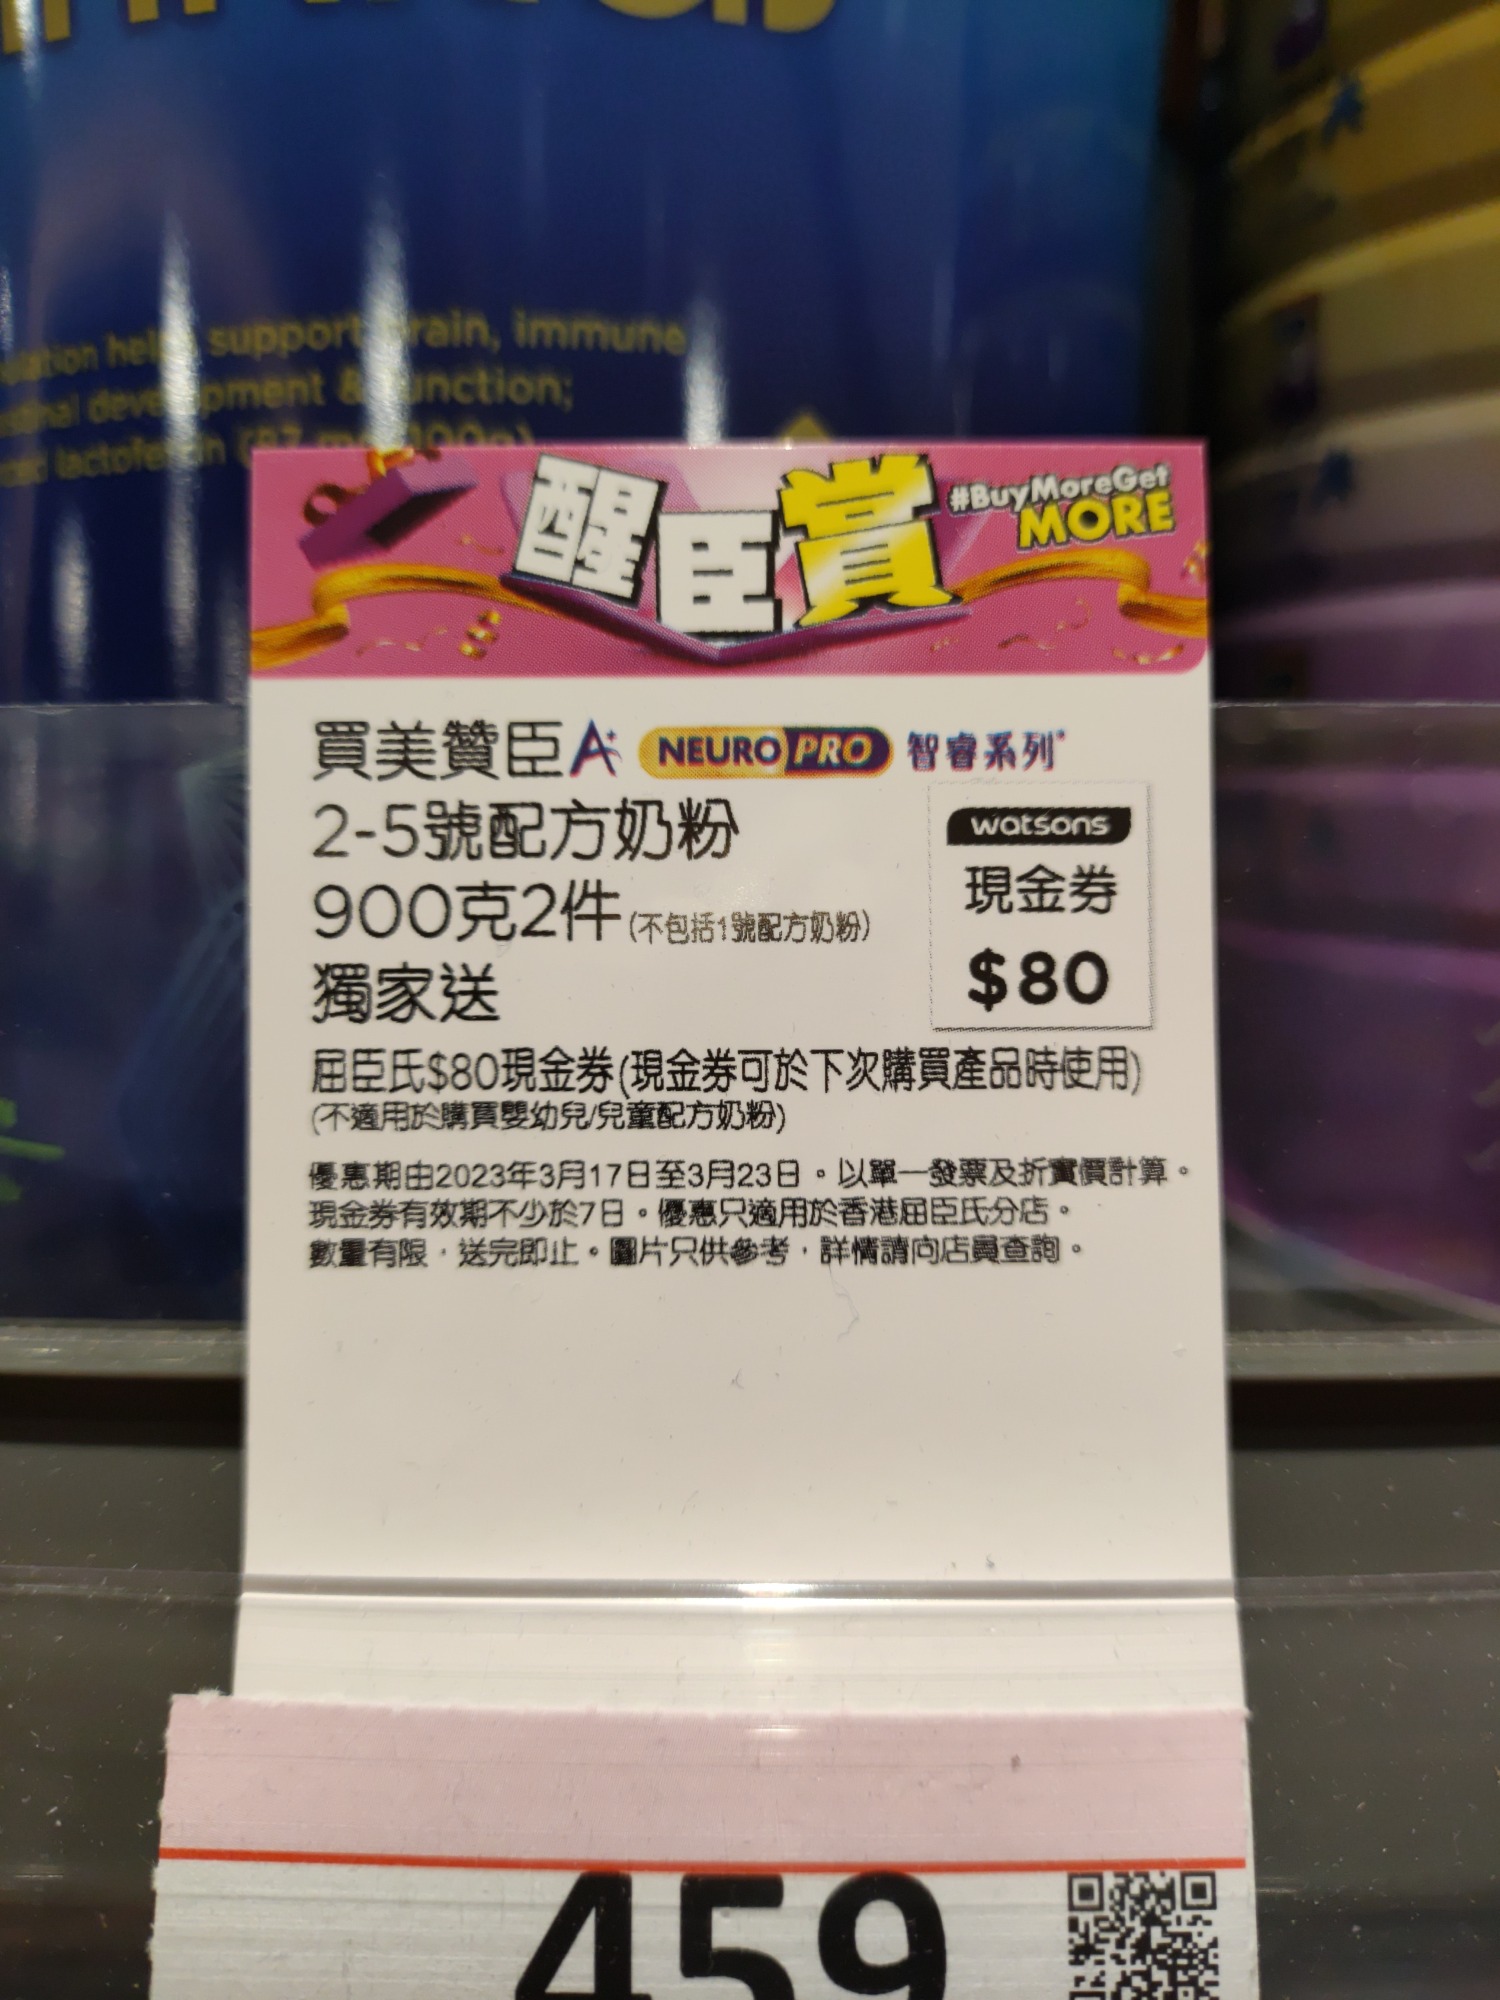 support brain, immune
development & function;
lactoferrin
醒臣賞
#BuyMoreGet
MORE
買美贊臣A+ NEURO PRO 智睿系列
2-5號配方奶粉
900克2件(不包括1號配方奶粉)
獨家送
watsons
現金券
$80
屈臣氏$80現金券(現金券可於下次購買產品時使用)
(不適用於購買嬰幼兒/兒童配方奶粉)
優惠期由2023年3月17日至3月23日。以單一發票及折實價計算。
現金券有效期不少於7日。優惠只適用於香港屈臣氏分店。
數量有限,送完即止。圖片只供參考,詳情請向店員查詢。
459